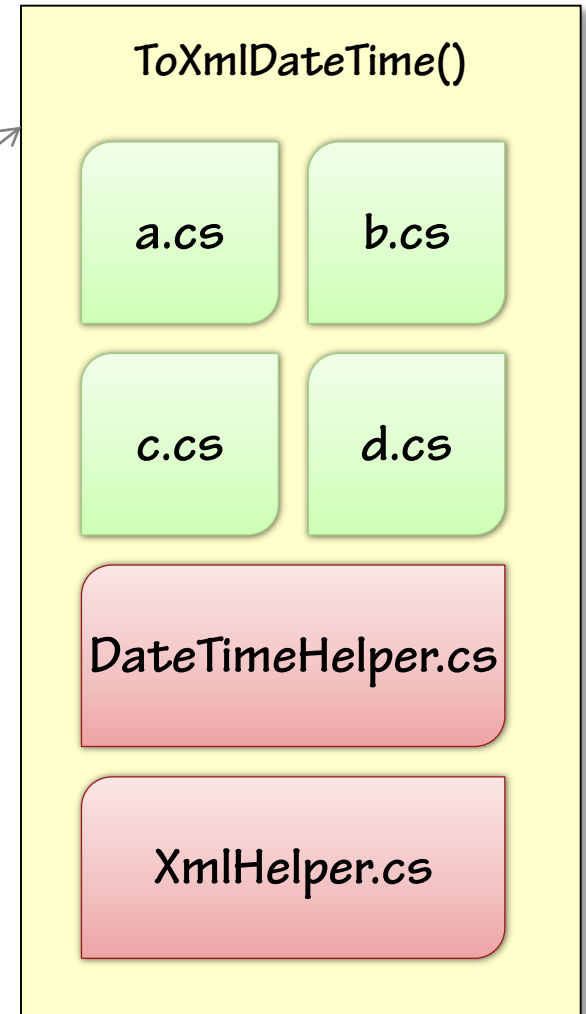 ToXmlDateTime()
a.cs
b.cs
c.cs
d.cs
DateTimeHelper.cs
XmlHelper.cs